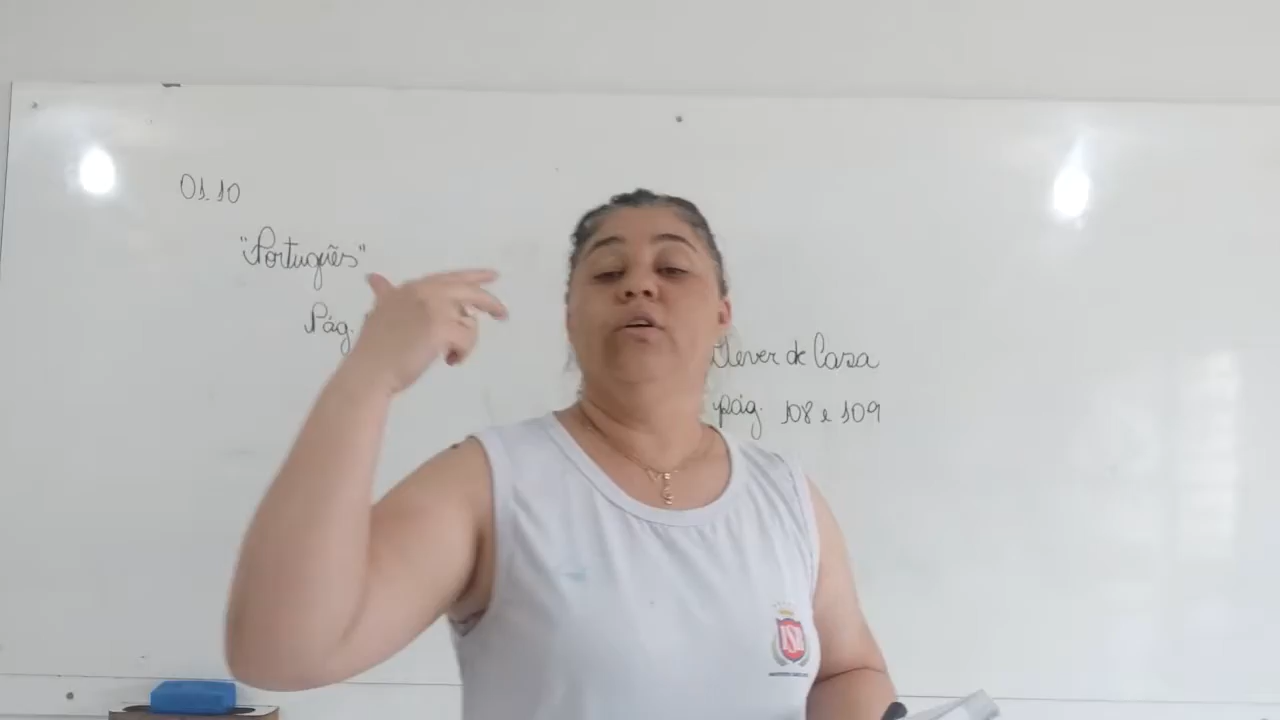 01.10
"Português"
Pág.
Dever de Casa
pág. 108 e 109